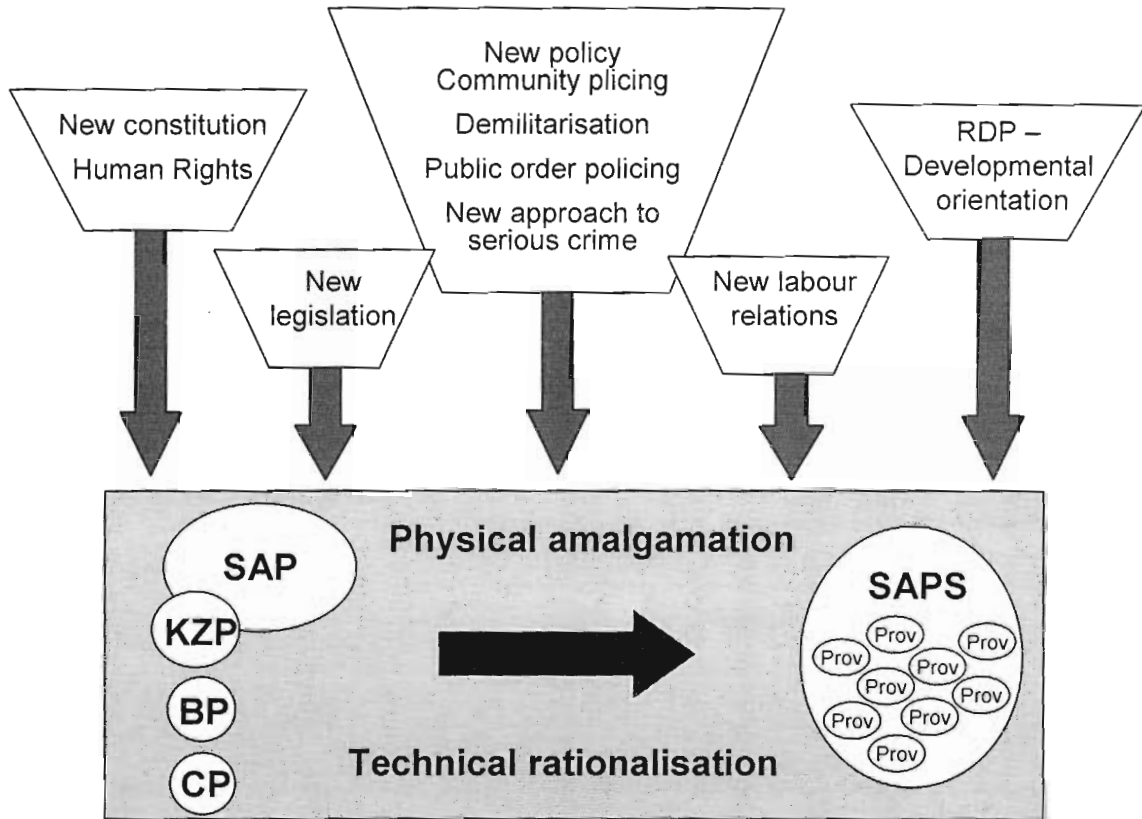 New constitution
Human Rights
New
legislation
New policy
Community plicing
Demilitarisation
Public order policing
New approach to
serious crime
New labour
relations
RDP –
Developmental
orientation
Physical amalgamation
SAP
KZP
BP
CP
Technical rationalisation
SAPS
Prov
Prov
Prov
Prov
Prov
Prov
Prov
Prov
Prov